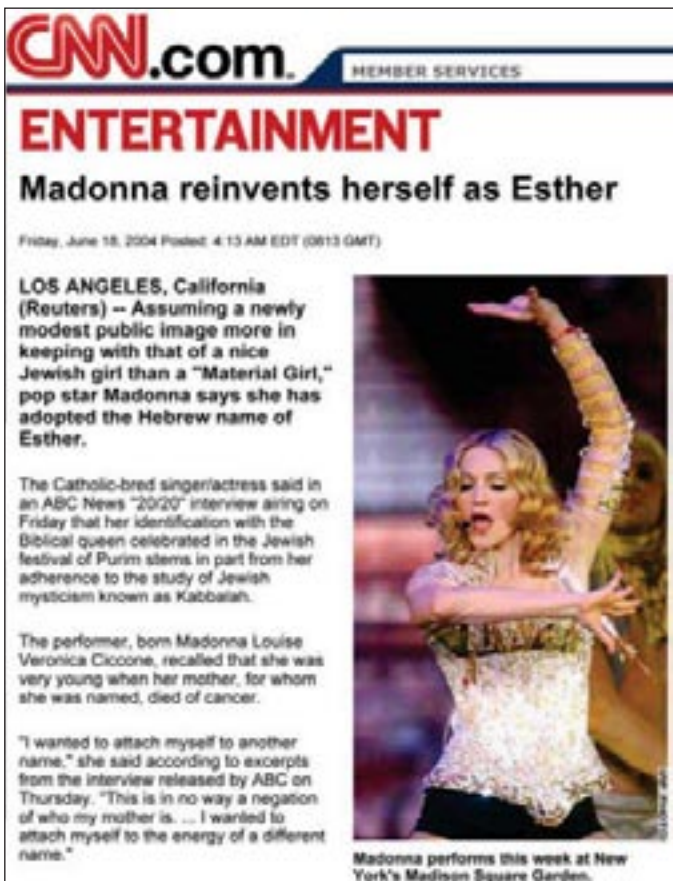 CNN.com.
MEMBER SERVICES
ENTERTAINMENT
Madonna reinvents herself as Esther
Friday, June 18, 2004 Posted: 4:13 AM EDT (0813 GMT)
LOS ANGELES, California
(Reuters) -- Assuming a newly
modest public image more in
keeping with that of a nice
Jewish girl than a "Material Girl,"
pop star Madonna says she has
adopted the Hebrew name of
Esther.
The Catholic-bred singer/actress said in
an ABC News "20/20" interview airing on
Friday that her identification with the
Biblical queen celebrated in the Jewish
festival of Purim stems in part from her
adherence to the study of Jewish
mysticism known as Kabbalah.
The performer, born Madonna Louise
Veronica Ciccone, recalled that she was
very young when her mother, for whom
she was named, died of cancer.
"I wanted to attach myself to another
name," she said according to excerpts
from the interview released by ABC on
Thursday. "This is in no way a negation
of who my mother is. ... I wanted to
attach myself to the energy of a different
name."
Madonna performs this week at New
York's Madison Square Garden.